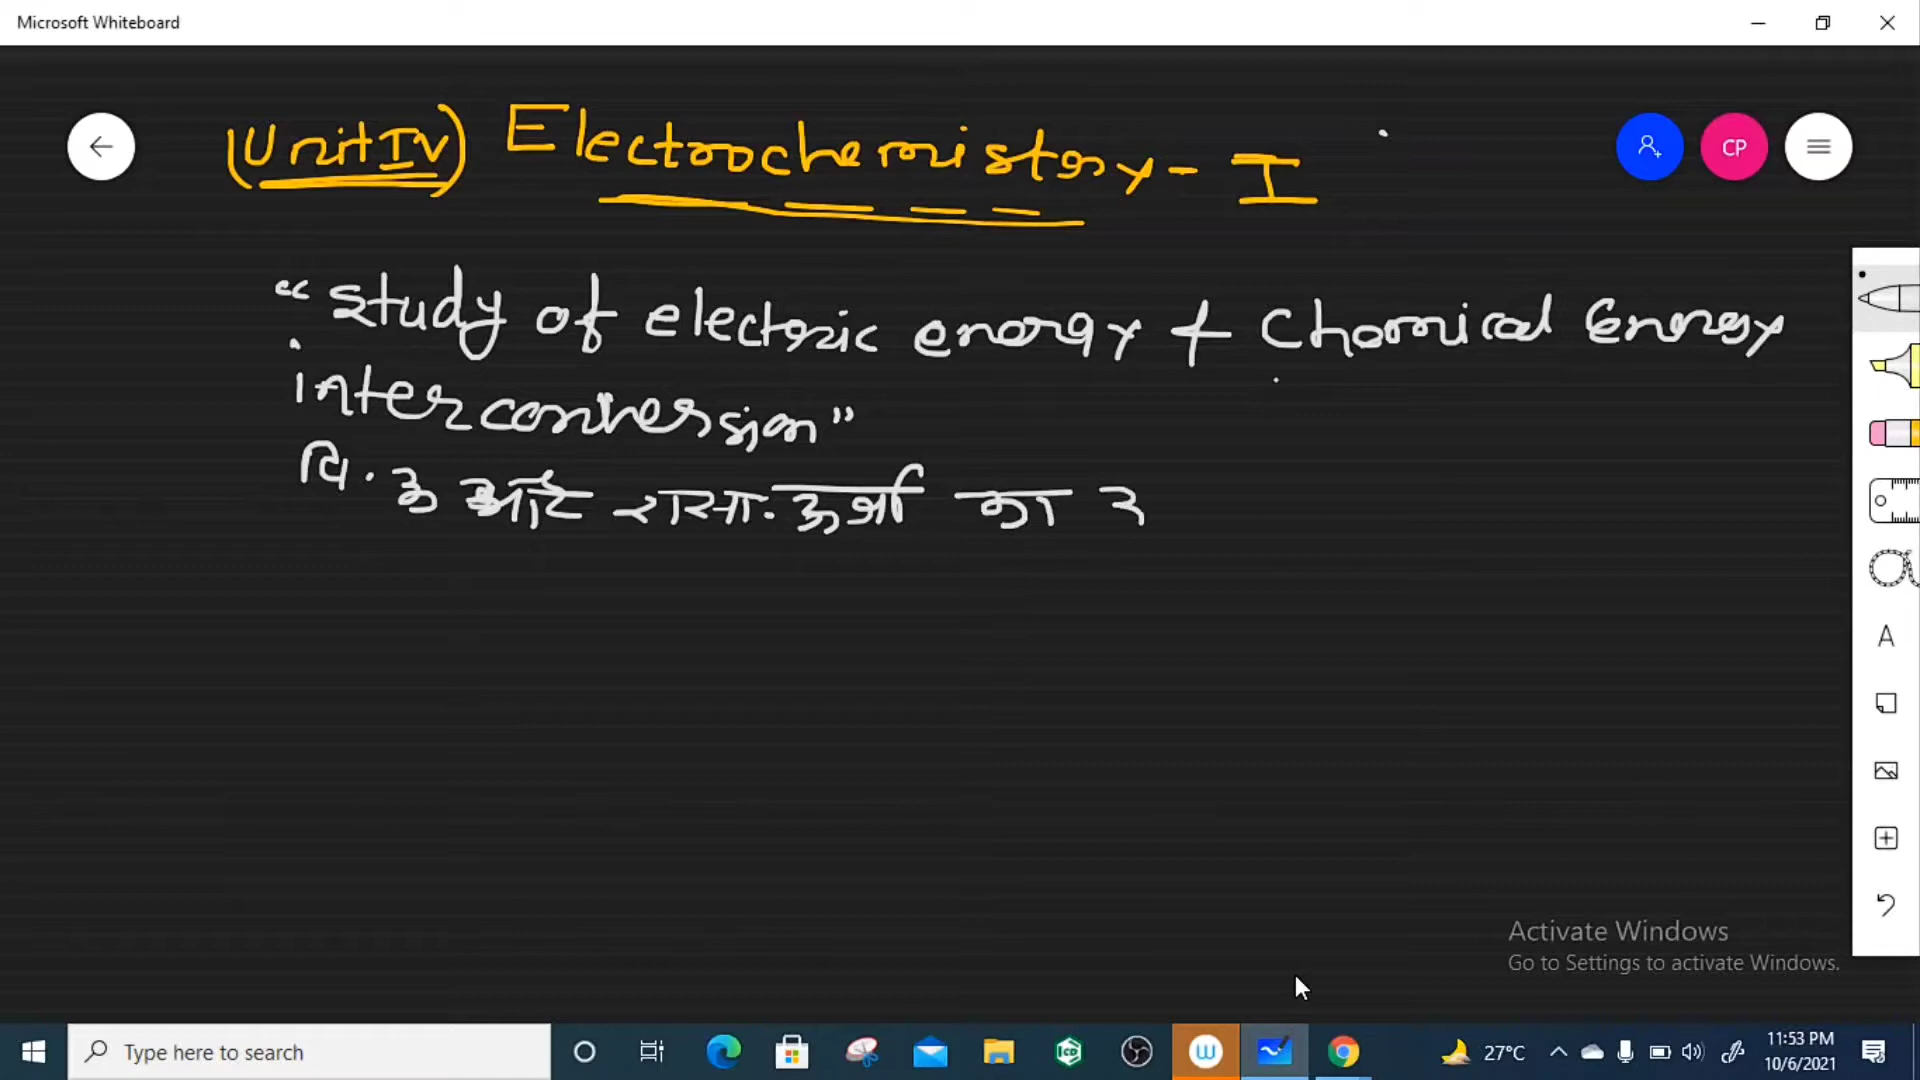 Microsoft Whiteboard
(Unit IV) Electrochemistry - I
CP
"Study of electric energy + Chemical Energy
interconversion"
वि. ऊ और रासा. ऊर्जा का
A
Activate Windows
Go to Settings to activate Windows.
Type here to search
27°C
11:53 PM
10/6/2021